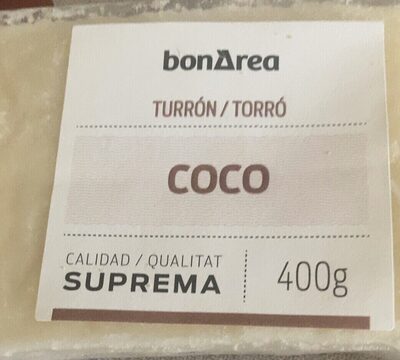 bonÀrea
TURRÓN / TORRÓ
COCO
CALIDAD / QUALITAT
SUPREMA
400g